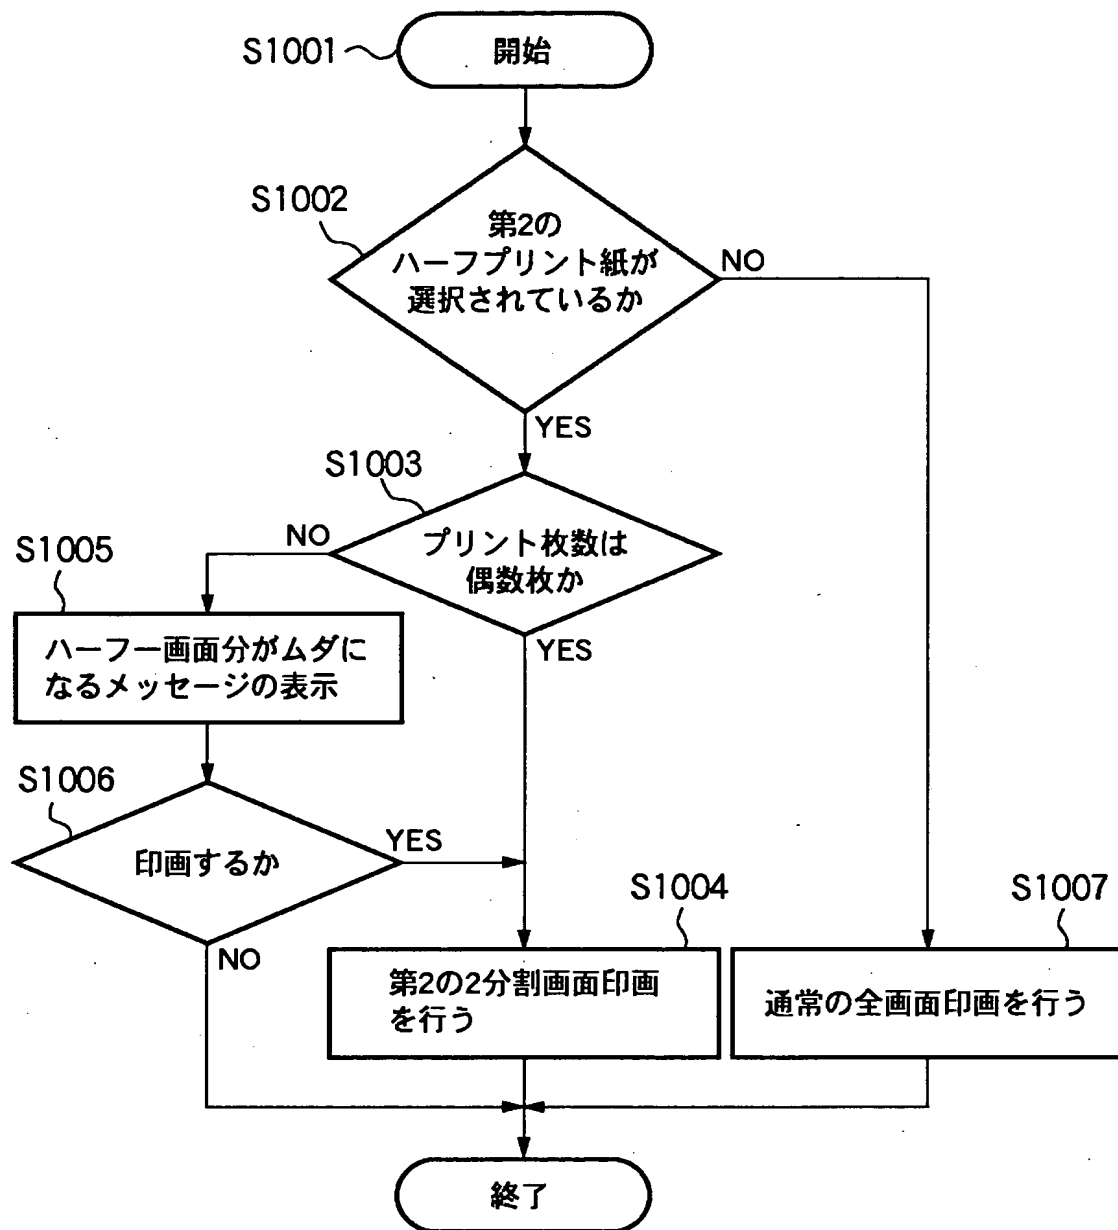 S1001
開始
S1002
第2の
ハーフプリント紙が
選択されているか
NO
YES
S1003
プリント枚数は
偶数枚か
NO
YES
S1005
ハーフ一画面分がムダに
なるメッセージの表示
S1006
印画するか
YES
NO
S1004
第2の2分割画面印画
を行う
S1007
通常の全画面印画を行う
終了